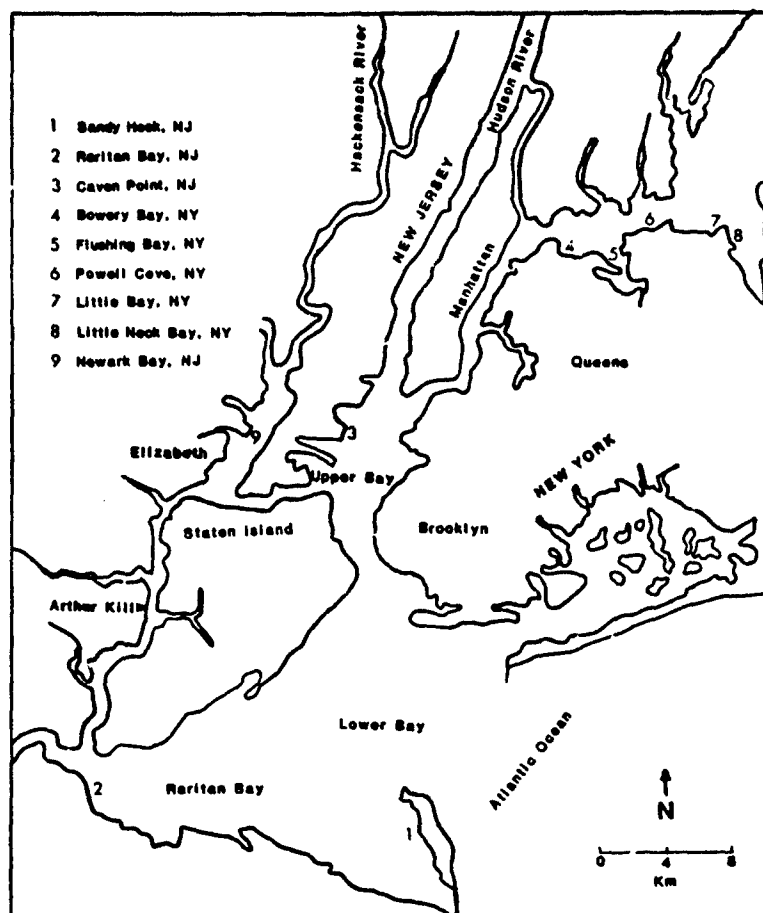 Hackensack River
Hudson River
1 Sandy Hook, NJ
2 Raritan Bay, NJ
3 Caven Point, NJ
4 Bowery Bay, NY
5 Flushing Bay, NY
6 Powell Cove, NY
7 Little Bay, NY
8 Little Neck Bay, NY
9 Newark Bay, NJ
NEW JERSEY
Manhattan
6
7
8
4
5
Queens
9
3
Elizabeth
Upper Bay
NEW YORK
Staten Island
Brooklyn
Arthur Kill
Lower Bay
Atlantic Ocean
2
Raritan Bay
1
N
0 4 8
Km